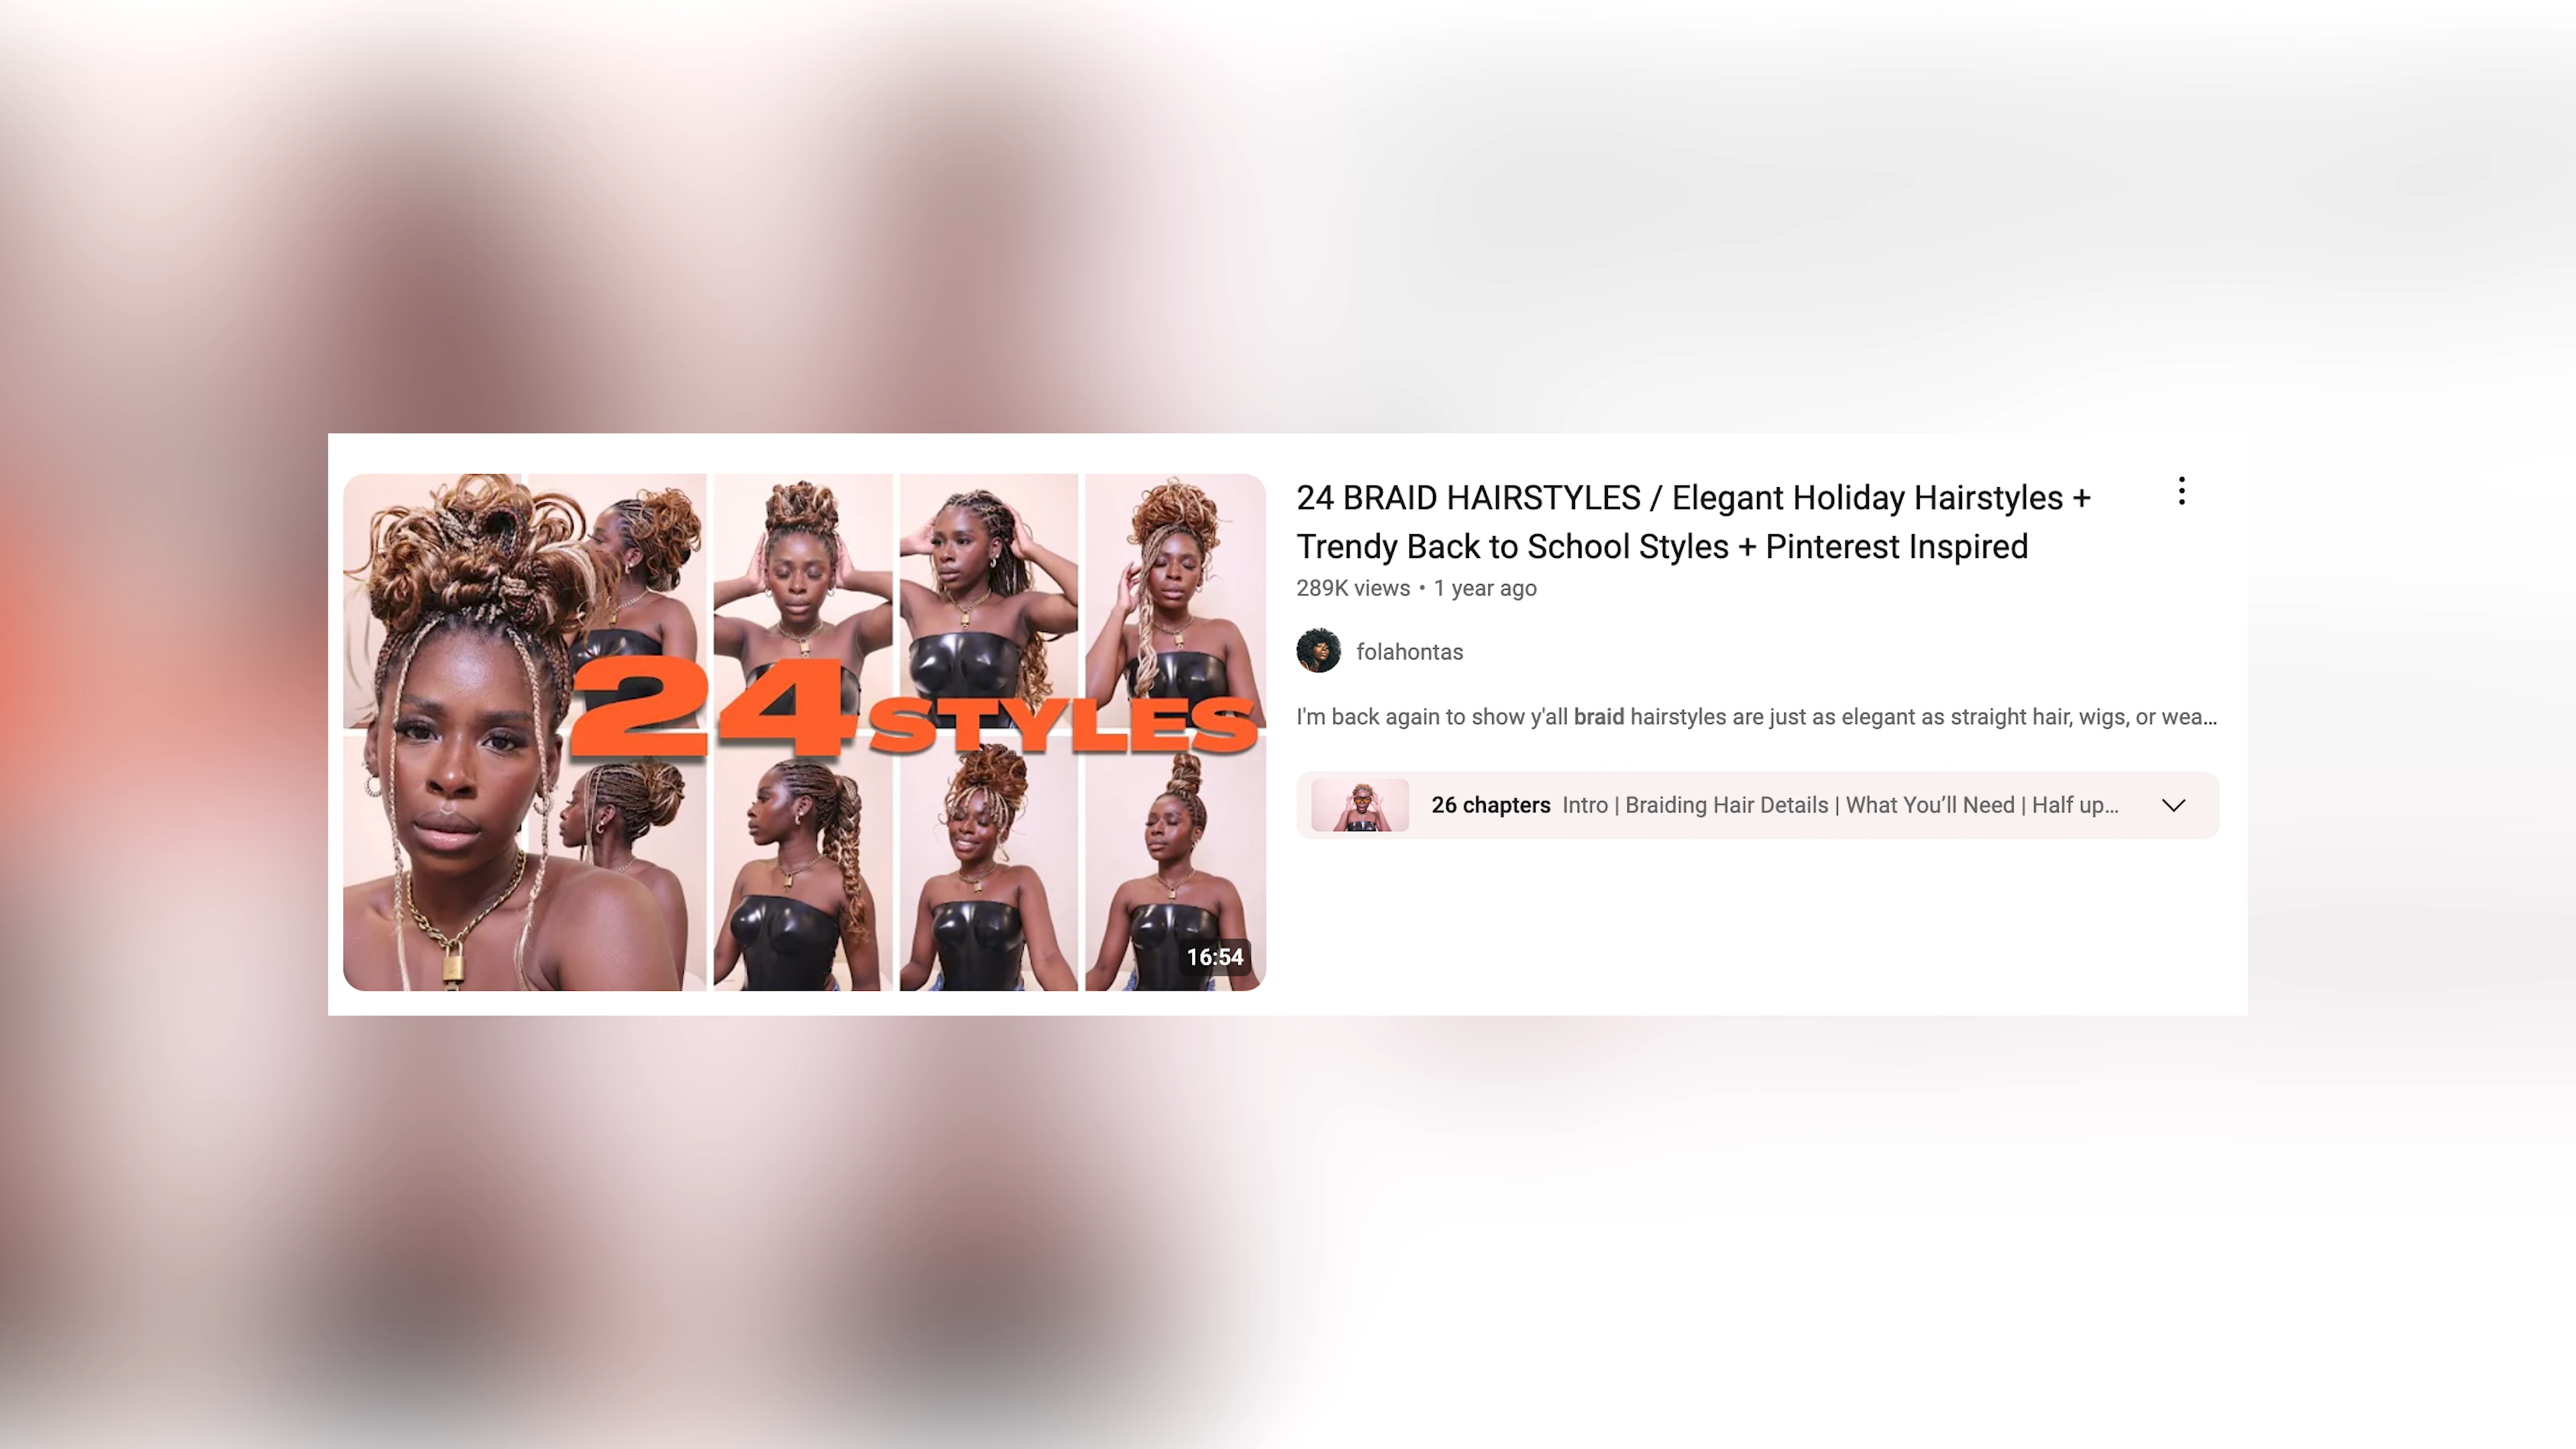 24 STYLES
16:54
24 BRAID HAIRSTYLES / Elegant Holiday Hairstyles +
Trendy Back to School Styles + Pinterest Inspired
289K views • 1 year ago
folahontas
I'm back again to show y'all braid hairstyles are just as elegant as straight hair, wigs, or wea...
26 chapters Intro | Braiding Hair Details | What You’ll Need | Half up...